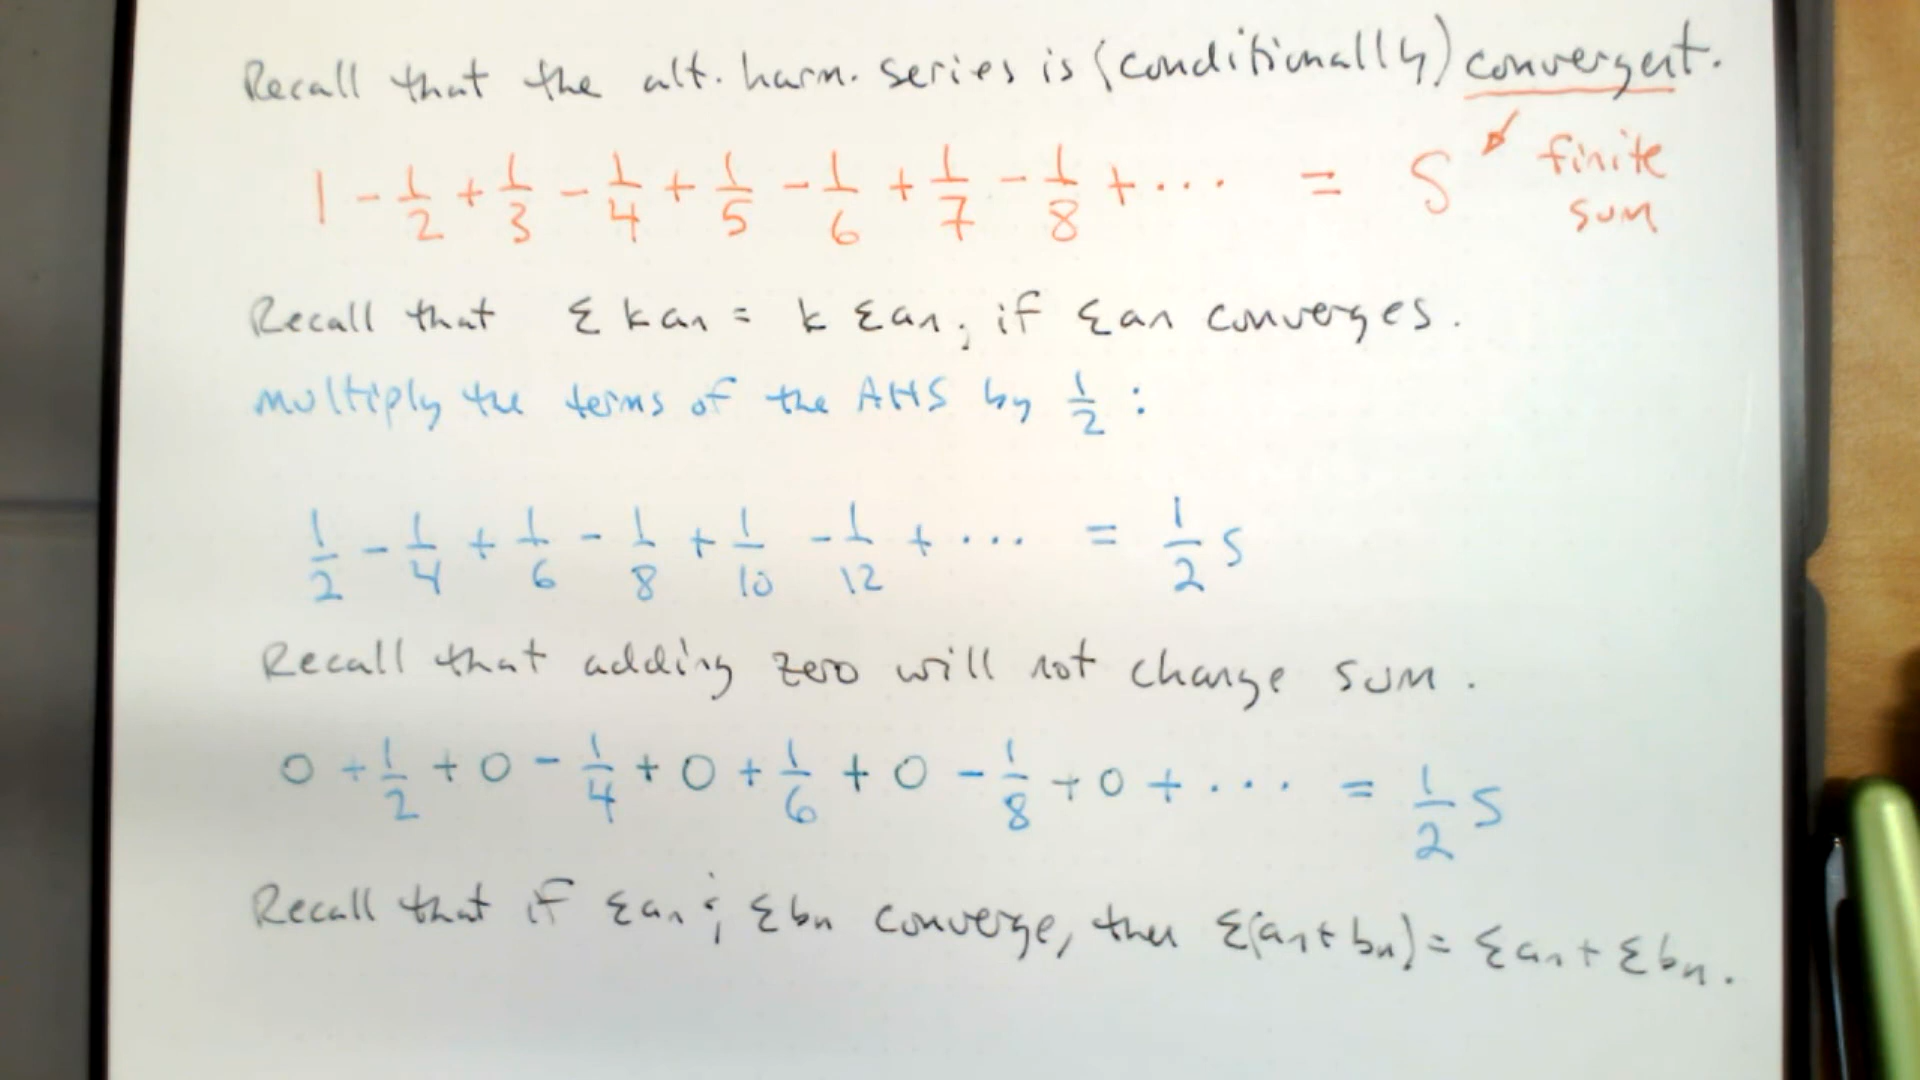 Recall that the alt. harm. series is (conditionally) convergent.
1 - 1/2 + 1/3 - 1/4 + 1/5 - 1/6 + 1/7 - 1/8 + ... = S finite sum
Recall that Σ kan = k Σan, if Σan converges.
Multiply the terms of the AHS by 1/2 :
1/2 - 1/4 + 1/6 - 1/8 + 1/10 - 1/12 + ... = 1/2 S
Recall that adding zero will not change sum.
0 + 1/2 + 0 - 1/4 + 0 + 1/6 + 0 - 1/8 + 0 + ... = 1/2 S
Recall that if Σan ; Σbn converge, then Σ(an + bn) = Σan + Σbn.